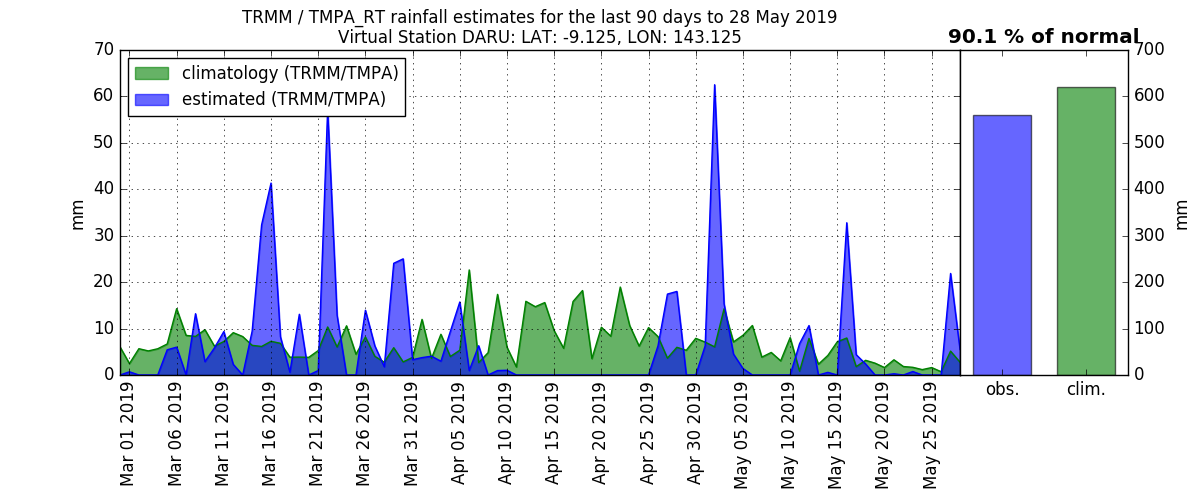 TRMM / TMPA_RT rainfall estimates for the last 90 days to 28 May 2019
Virtual Station DARU: LAT: -9.125, LON: 143.125
90.1 % of normal
climatology (TRMM/TMPA)
estimated (TRMM/TMPA)
70
60
50
40
30
20
10
0
mm
Mar 01 2019
Mar 06 2019
Mar 11 2019
Mar 16 2019
Mar 21 2019
Mar 26 2019
Mar 31 2019
Apr 05 2019
Apr 10 2019
Apr 15 2019
Apr 20 2019
Apr 25 2019
Apr 30 2019
May 05 2019
May 10 2019
May 15 2019
May 20 2019
May 25 2019
obs.
clim.
700
600
500
400
300
200
100
0
mm